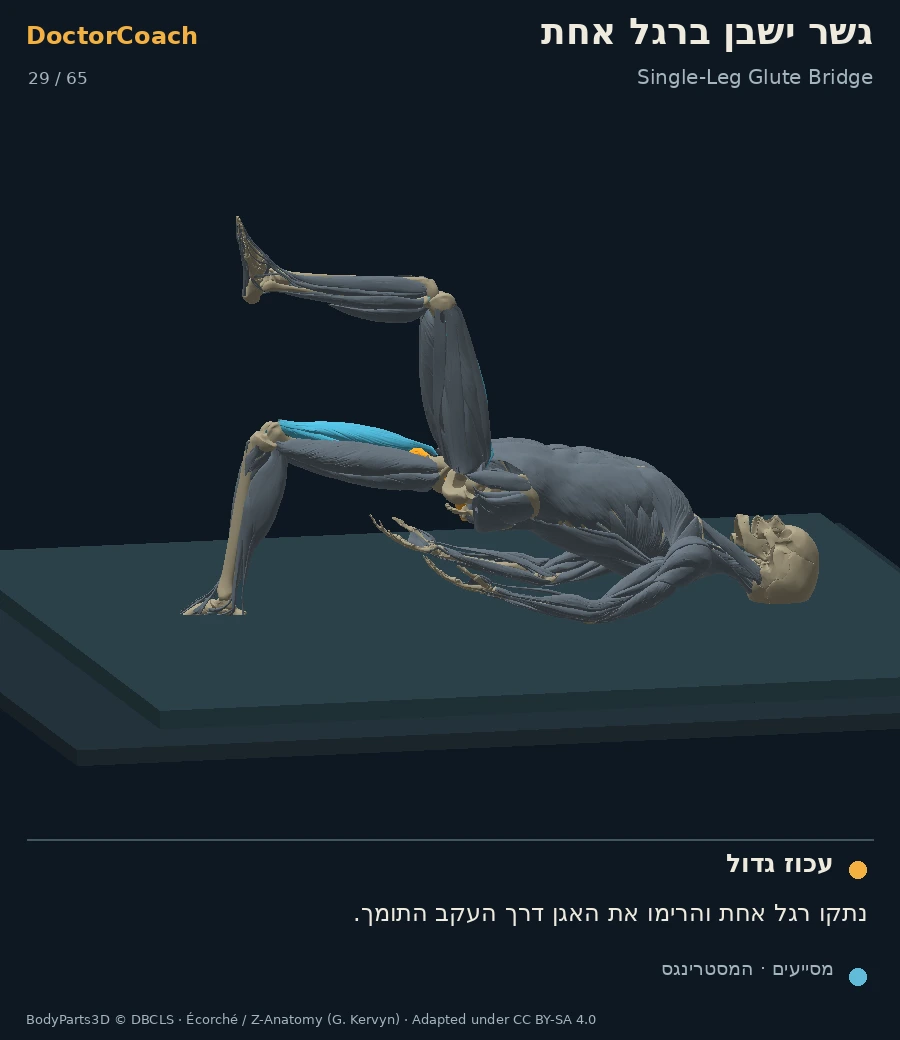 DoctorCoach
גשר ישבן ברגל אחת
29 / 65
Single-Leg Glute Bridge
עכוז גדול
נתקו רגל אחת והרימו את האגן דרך העקב התומך.
מסייעים · המסטרינגס
BodyParts3D © DBCLS · Écorché / Z-Anatomy (G. Kervyn) · Adapted under CC BY-SA 4.0